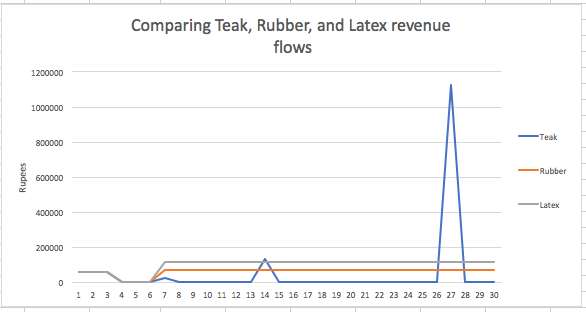 Comparing Teak, Rubber, and Latex revenue
flows
1200000
1000000
800000
600000
400000
200000
0
Rupees
1 2 3 4 5 6 7 8 9 10 11 12 13 14 15 16 17 18 19 20 21 22 23 24 25 26 27 28 29 30
Teak
Rubber
Latex